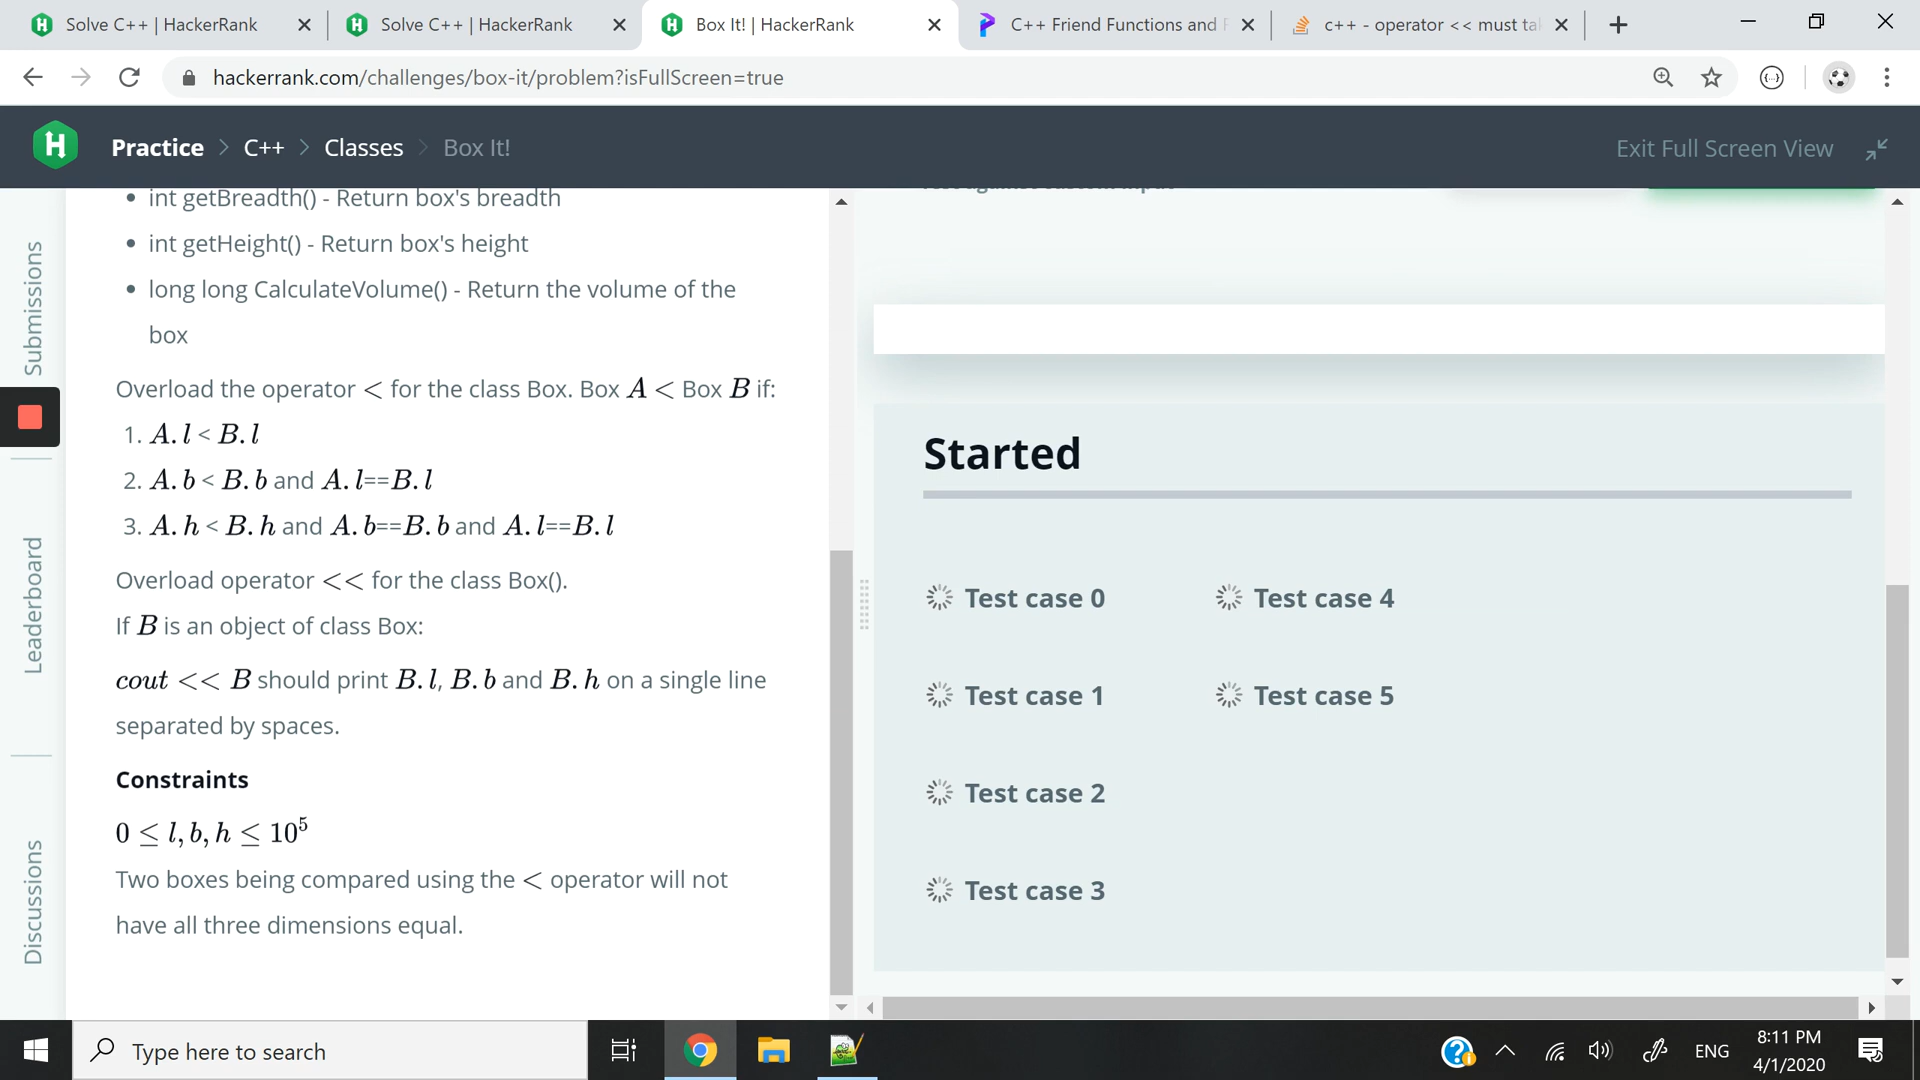 Solve C++ | HackerRank
Solve C++ | HackerRank
Box It! | HackerRank
C++ Friend Functions and F
c++ - operator << must ta
hackerrank.com/challenges/box-it/problem?isFullScreen=true
Practice > C++ > Classes > Box It!
Exit Full Screen View
Submissions
Leaderboard
Discussions
int getBreadth() - Return box's breadth
• int getHeight() - Return box's height
• long long CalculateVolume() - Return the volume of the
box
Overload the operator < for the class Box. Box A < Box B if:
1. A.l < B.l
2. A.b < B.b and A.l==B.l
3. A.h < B.h and A.b==B.b and A.l==B.l
Overload operator << for the class Box().
If B is an object of class Box:
cout << B should print B.l, B.b and B.h on a single line
separated by spaces.
Constraints
0 ≤ l, b, h ≤ 10⁵
Two boxes being compared using the < operator will not
have all three dimensions equal.
Started
Test case 0
Test case 4
Test case 1
Test case 5
Test case 2
Test case 3
Type here to search
ENG
8:11 PM
4/1/2020